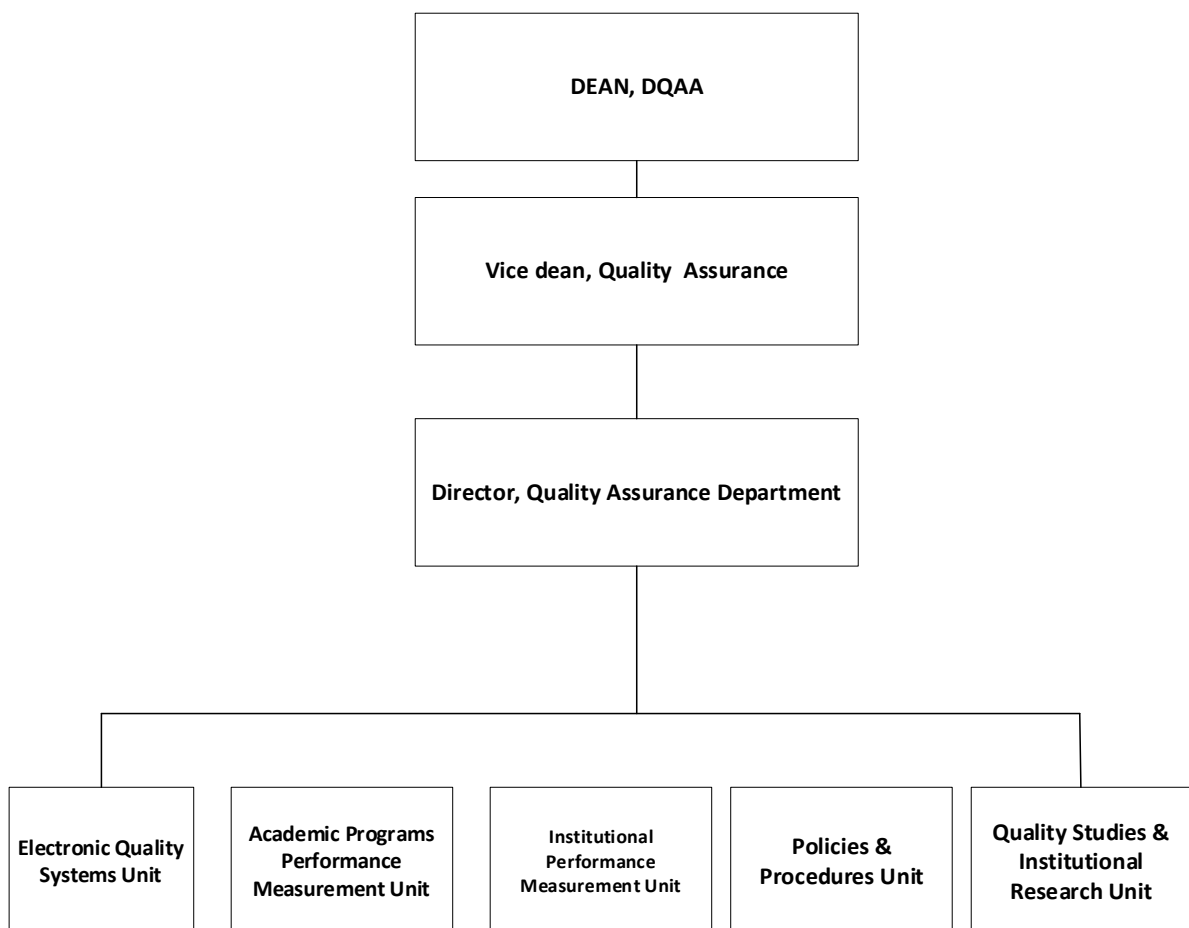 DEAN, DQAA
Vice dean, Quality Assurance
Director, Quality Assurance Department
Electronic Quality
Systems Unit
Academic Programs
Performance
Measurement Unit
Institutional
Performance
Measurement Unit
Policies &
Procedures Unit
Quality Studies &
Institutional
Research Unit